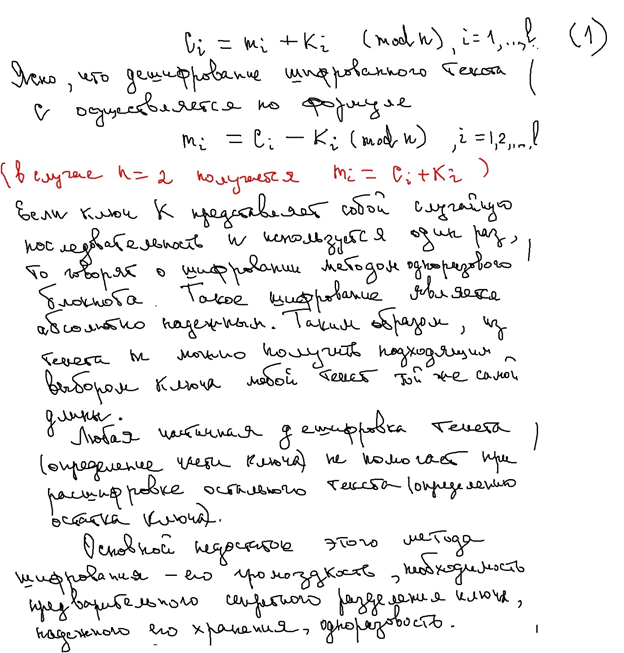 c_i = m_i + K_i (mod n), i=1,...,l. (1)
Ясно, что дешифрование шифрованного текста
c осуществляется по формуле
m_i = c_i − K_i (mod n), i=1,2,...,l
(в случае n=2 получается m_i = c_i + K_i)
Если ключ K представляет собой случайную
последовательность и используется один раз,
то говорят о шифровании методом одноразового
блокнота. Такое шифрование является
абсолютно надежным. Таким образом, из
текста m можно получить подходящим
выбором ключа любой текст той же самой
длины.
Любая частичная дешифровка текста
(определение части ключа) не помогает при
расшифровке остального текста (определению
остатка ключа).
Основной недостаток этого метода
шифрования – его громоздкость, необходимость
предварительного секретного разделения ключа,
надежного его хранения, одноразовость.